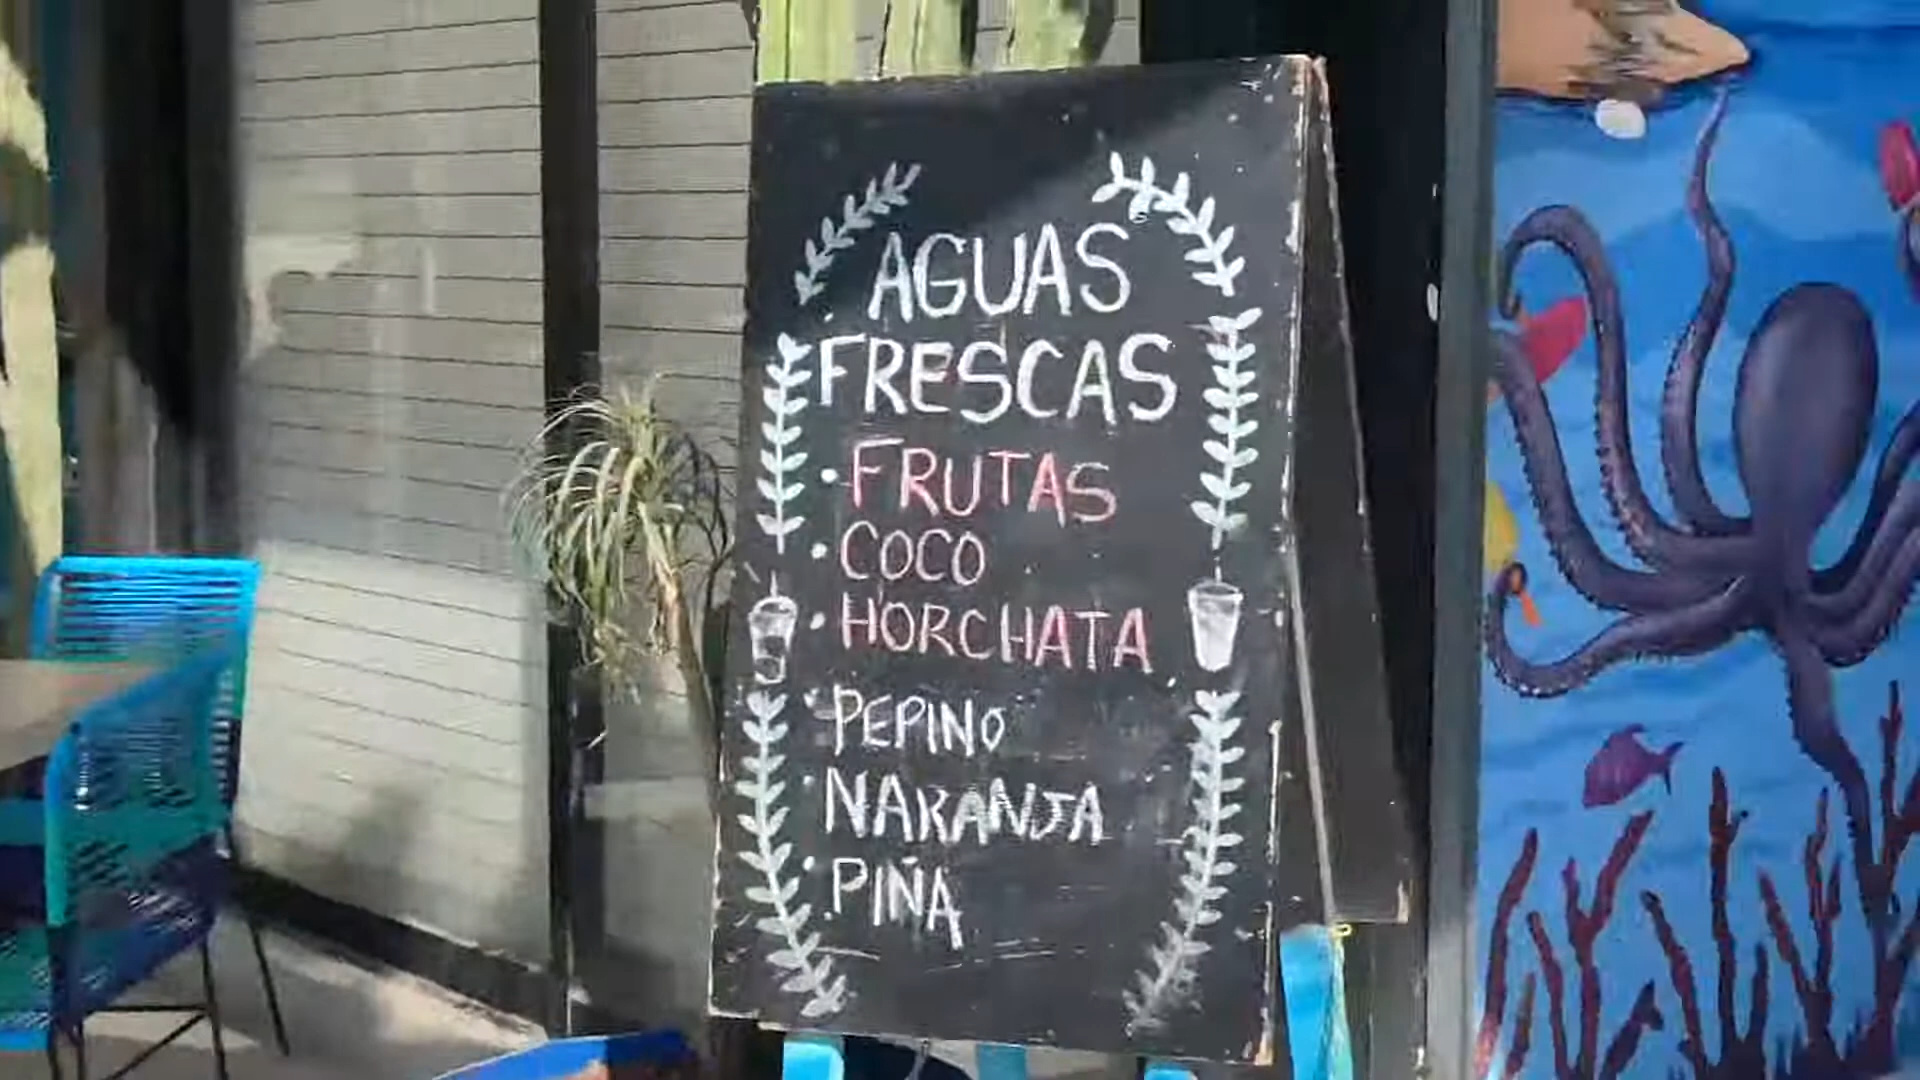 AGUAS
FRESCAS
• FRUTAS
• COCO
• HORCHATA
• PEPINO
• NARANJA
• PIÑA